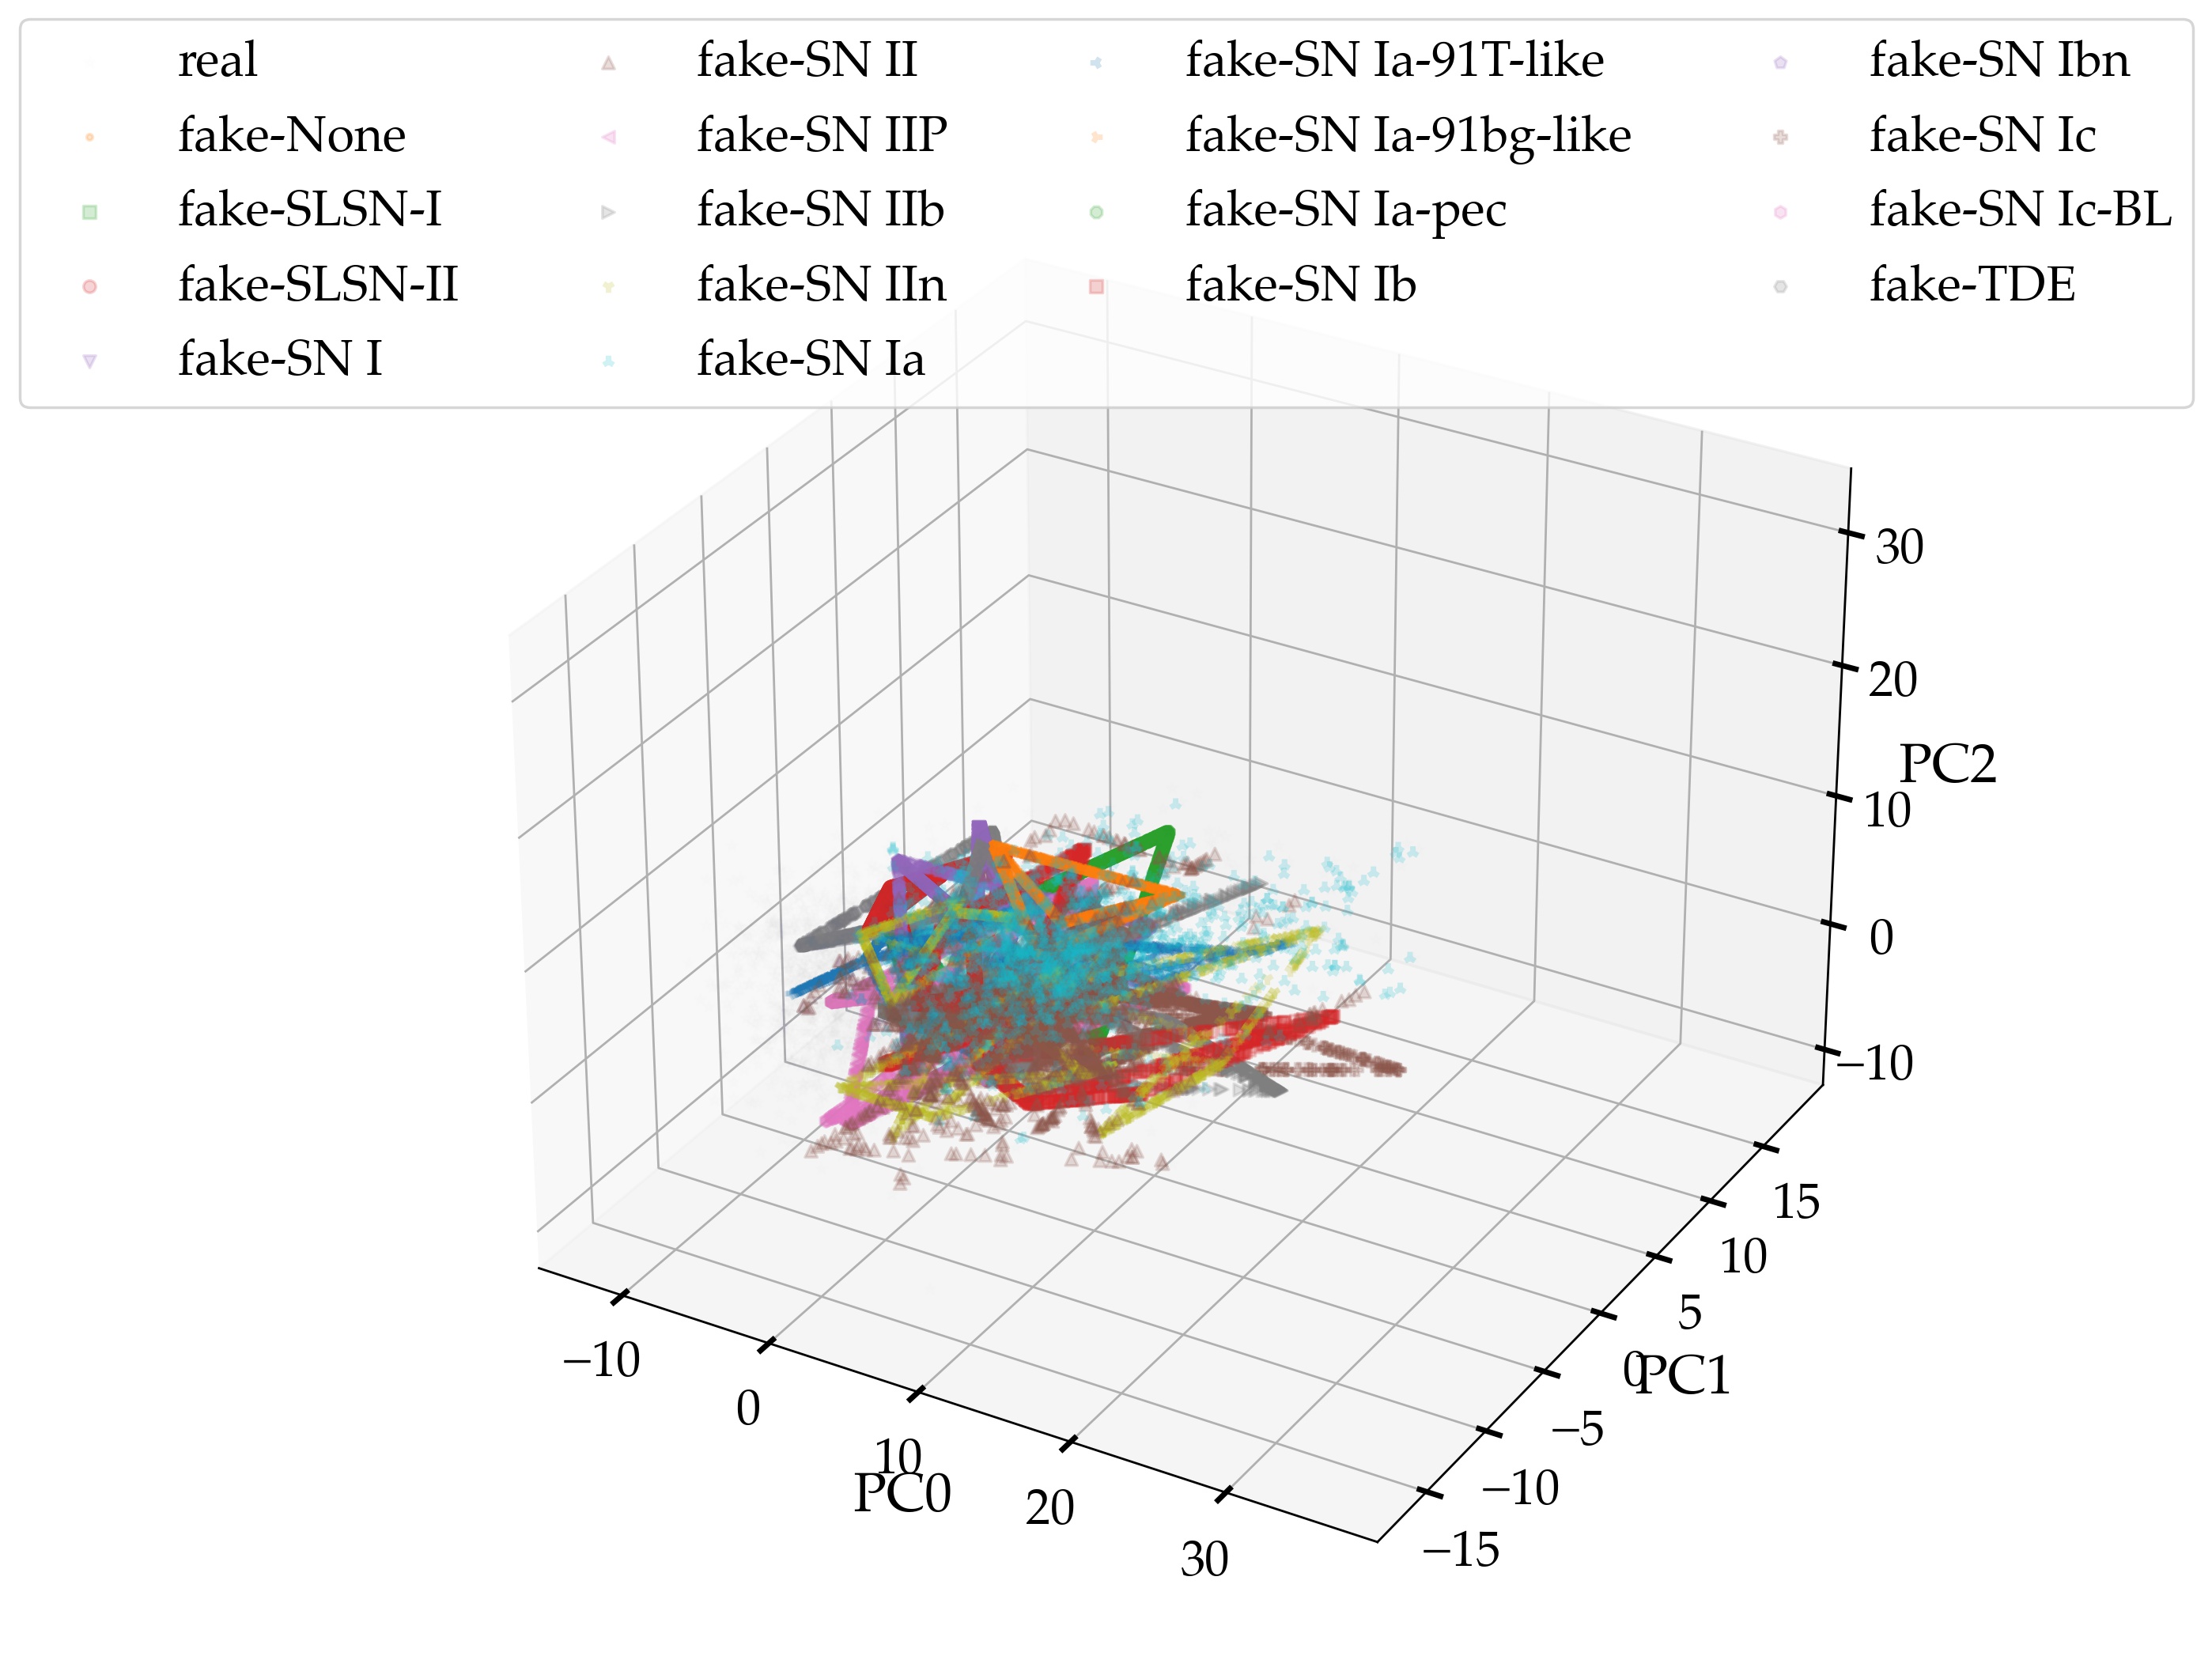 real
fake-None
fake-SLSN-I
fake-SLSN-II
fake-SN I
fake-SN II
fake-SN IIP
fake-SN IIb
fake-SN IIn
fake-SN Ia
fake-SN Ia-91T-like
fake-SN Ia-91bg-like
fake-SN Ia-pec
fake-SN Ib
fake-SN Ibn
fake-SN Ic
fake-SN Ic-BL
fake-TDE
30
20
PC2
10
0
−10
15
10
5
0
PC1
−5
−10
−15
−10
0
10
PC0
20
30